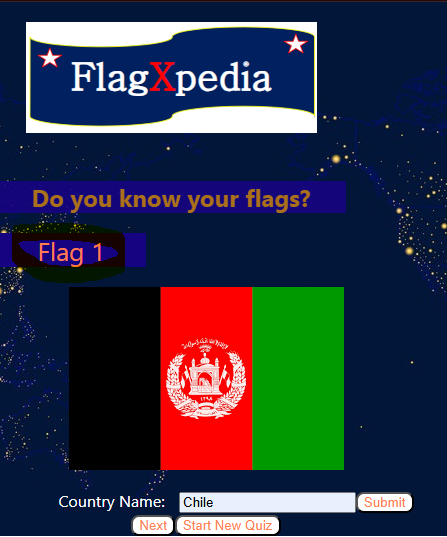 FlagXpedia
Do you know your flags?
Flag 1
Country Name: Chile Submit
Next Start New Quiz